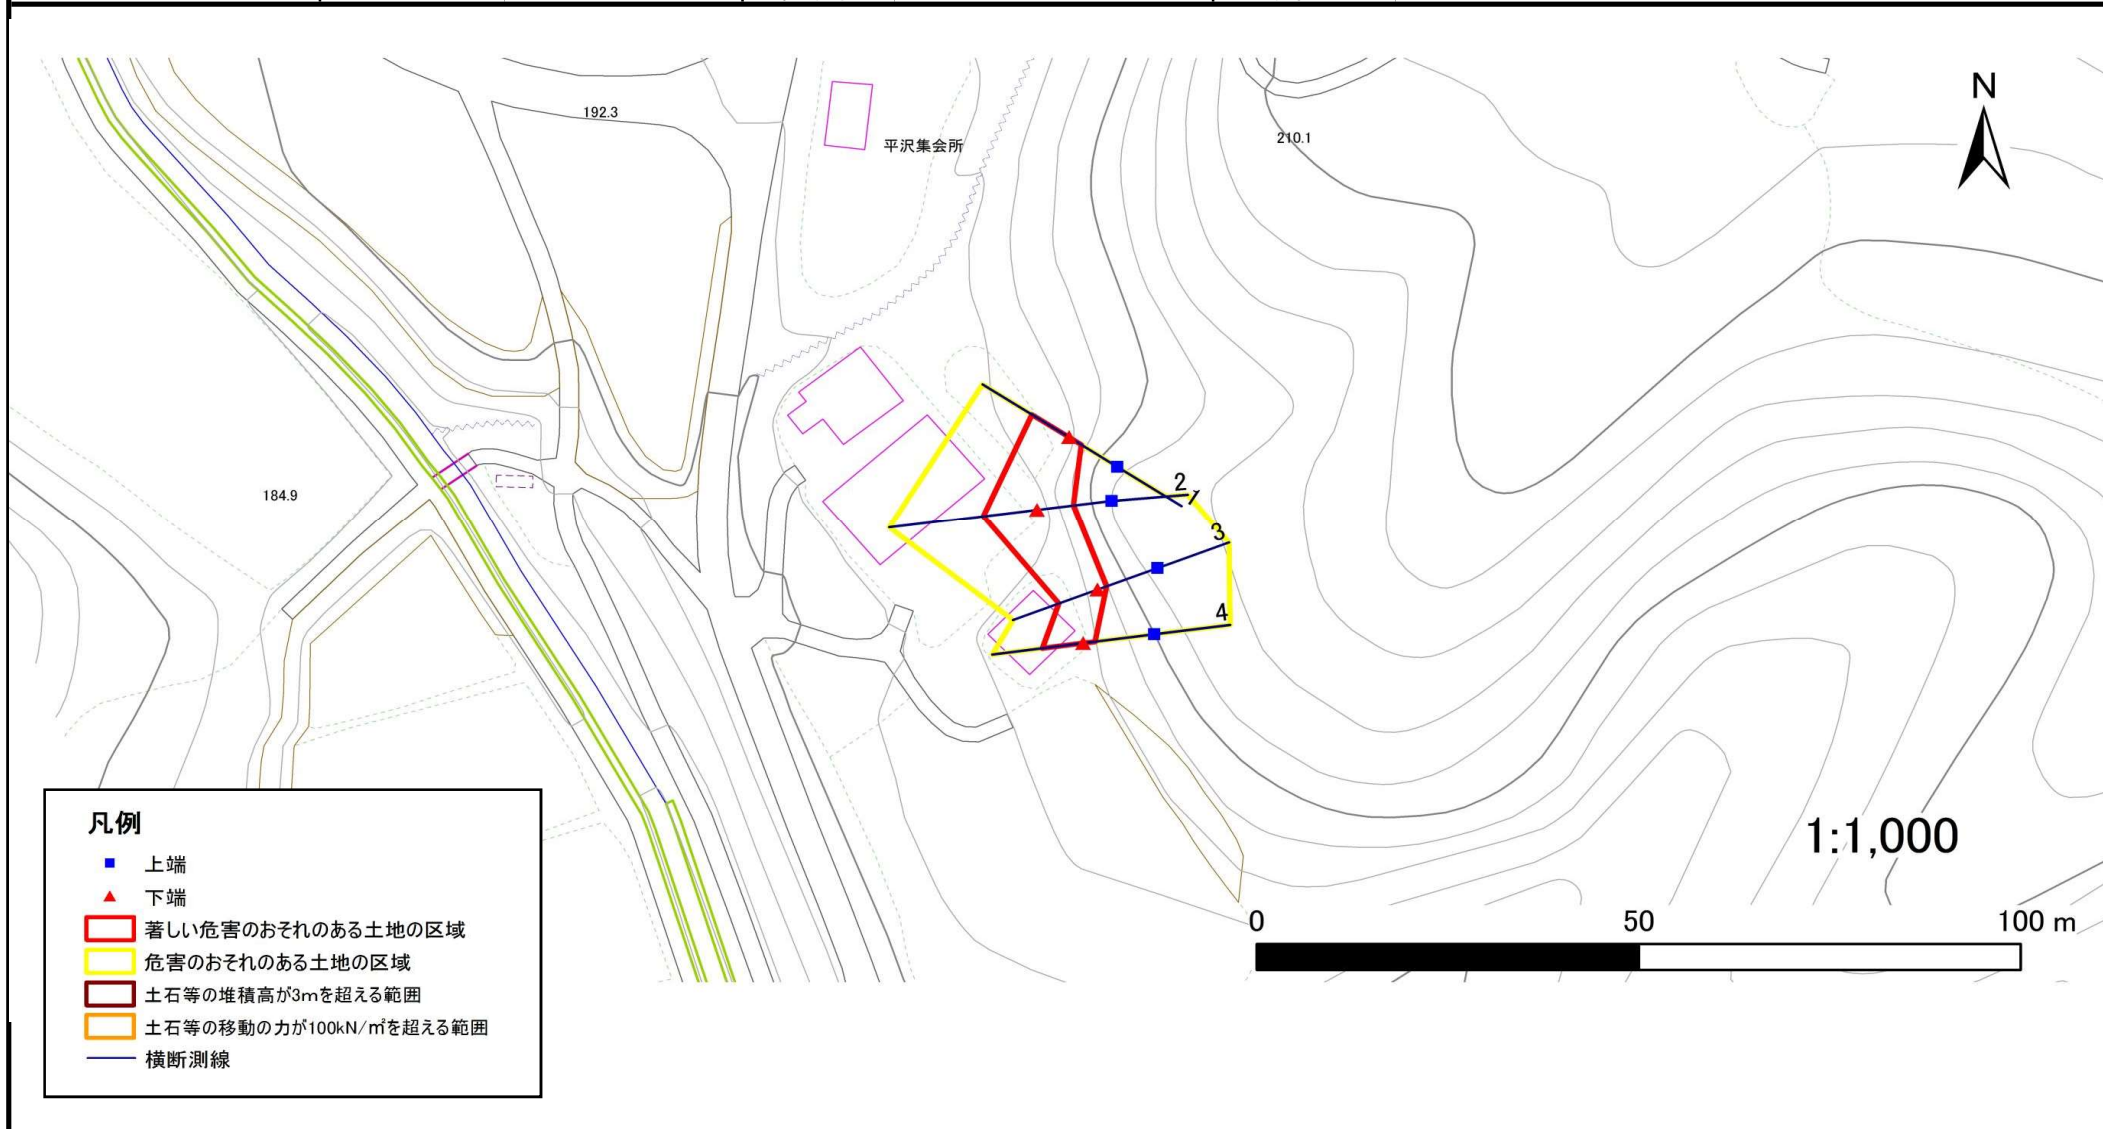 192.3
平沢集会所
210.1
N
184.9
2
1
3
4
1:1,000
0 50 100 m
凡例
上端
下端
著しい危害のおそれのある土地の区域
危害のおそれのある土地の区域
土石等の堆積高が3mを超える範囲
土石等の移動の力が100kN/㎡を超える範囲
横断測線